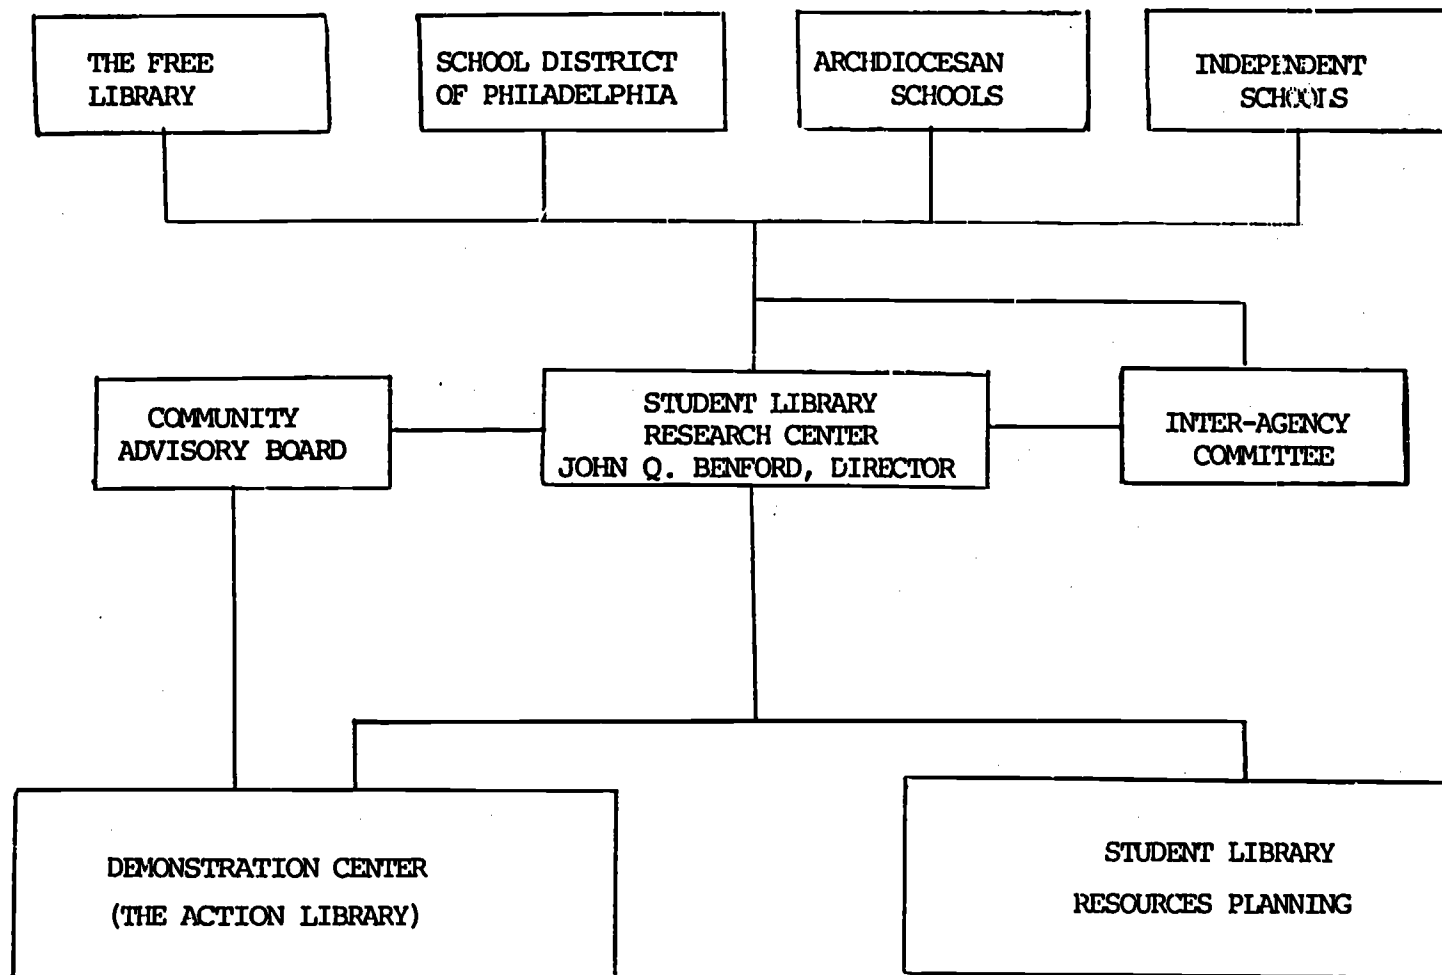 THE FREE
LIBRARY
SCHOOL DISTRICT
OF PHILADELPHIA
ARCHDIOCESAN
SCHOOLS
INDEPENDENT
SCHOOLS
COMMUNITY
ADVISORY BOARD
STUDENT LIBRARY
RESEARCH CENTER
JOHN Q. BENFORD, DIRECTOR
INTER-AGENCY
COMMITTEE
DEMONSTRATION CENTER
(THE ACTION LIBRARY)
STUDENT LIBRARY
RESOURCES PLANNING